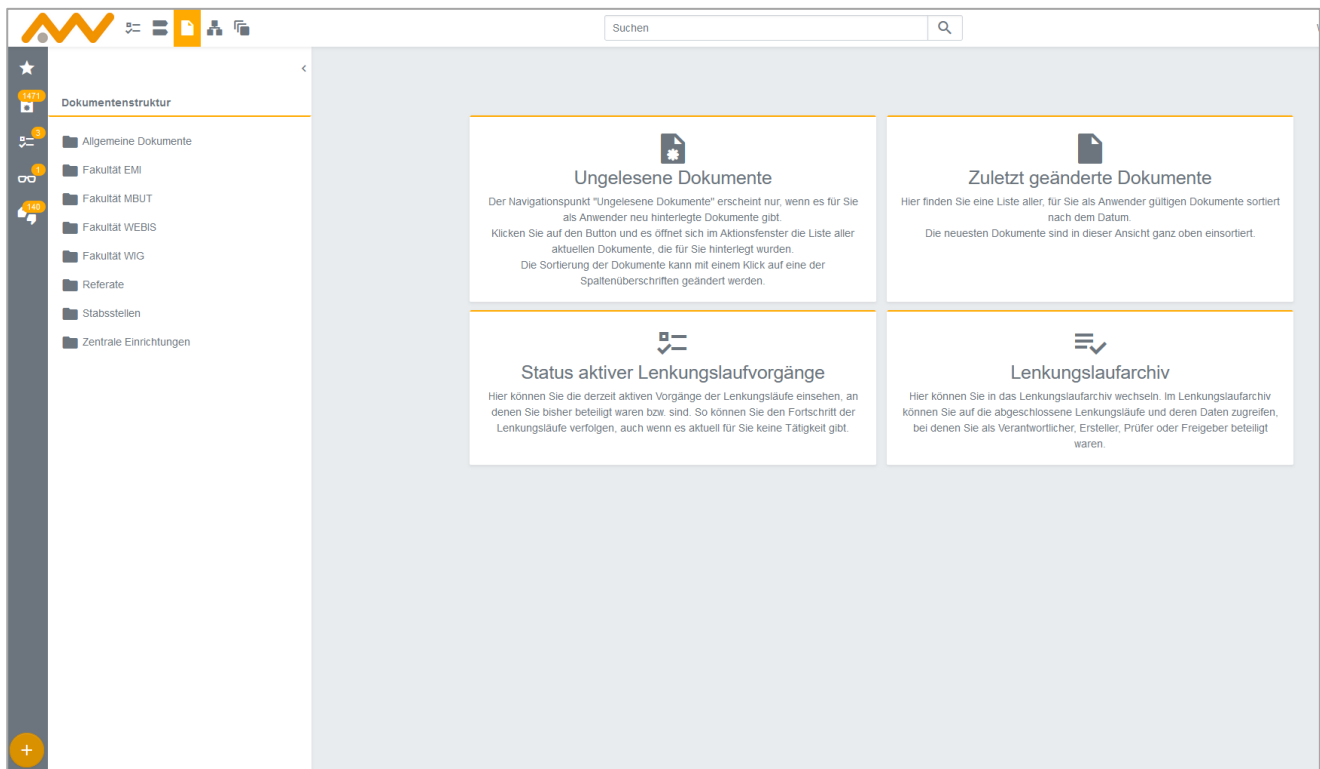 Suchen
1471
3
1
140
Dokumentenstruktur
Allgemeine Dokumente
Fakultät EMI
Fakultät MBUT
Fakultät WEBIS
Fakultät WIG
Referate
Stabsstellen
Zentrale Einrichtungen
Ungelesene Dokumente
Der Navigationspunkt "Ungelesene Dokumente" erscheint nur, wenn es für Sie
als Anwender neu hinterlegte Dokumente gibt.
Klicken Sie auf den Button und es öffnet sich im Aktionsfenster die Liste aller
aktuellen Dokumente, die für Sie hinterlegt wurden.
Die Sortierung der Dokumente kann mit einem Klick auf eine der
Spaltenüberschriften geändert werden.
Zuletzt geänderte Dokumente
Hier finden Sie eine Liste aller, für Sie als Anwender gültigen Dokumente sortiert
nach dem Datum.
Die neuesten Dokumente sind in dieser Ansicht ganz oben einsortiert.
Status aktiver Lenkungslaufvorgänge
Hier können Sie die derzeit aktiven Vorgänge der Lenkungsläufe einsehen, an
denen Sie bisher beteiligt waren bzw. sind. So können Sie den Fortschritt der
Lenkungsläufe verfolgen, auch wenn es aktuell für Sie keine Tätigkeit gibt.
Lenkungslaufarchiv
Hier können Sie in das Lenkungslaufarchiv wechseln. Im Lenkungslaufarchiv
können Sie auf die abgeschlossene Lenkungsläufe und deren Daten zugreifen,
bei denen Sie als Verantwortlicher, Ersteller, Prüfer oder Freigeber beteiligt
waren.